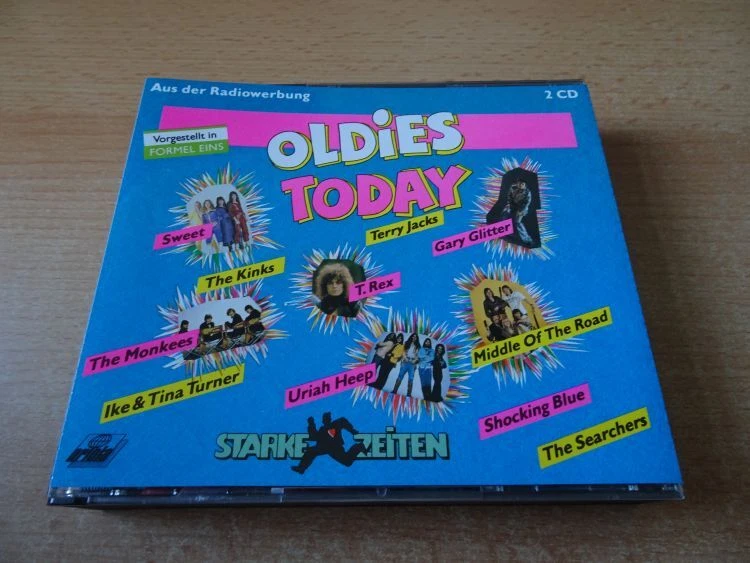 Aus der Radiowerbung
2 CD
Vorgestellt in
FORMEL EINS
OLDiES
TODAY
Sweet
Terry Jacks
Gary Glitter
The Kinks
T. Rex
The Monkees
Middle Of The Road
Ike & Tina Turner
Uriah Heep
Shocking Blue
The Searchers
STARKE ZEITEN